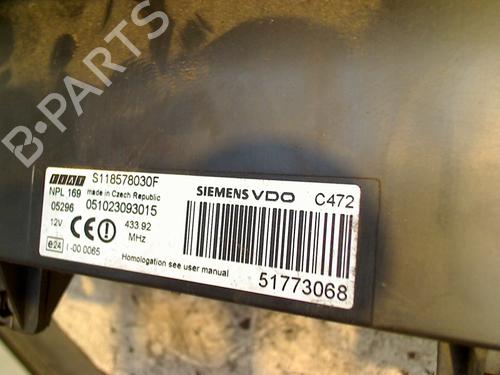 B-PARTS
FIAT S118578030F
NPL 169 made in Czech Republic SIEMENS VDO C472
05296 051023093015
12V CE 433.92
MHz
e24 I-00.0065
Homologation see user manual 51773068